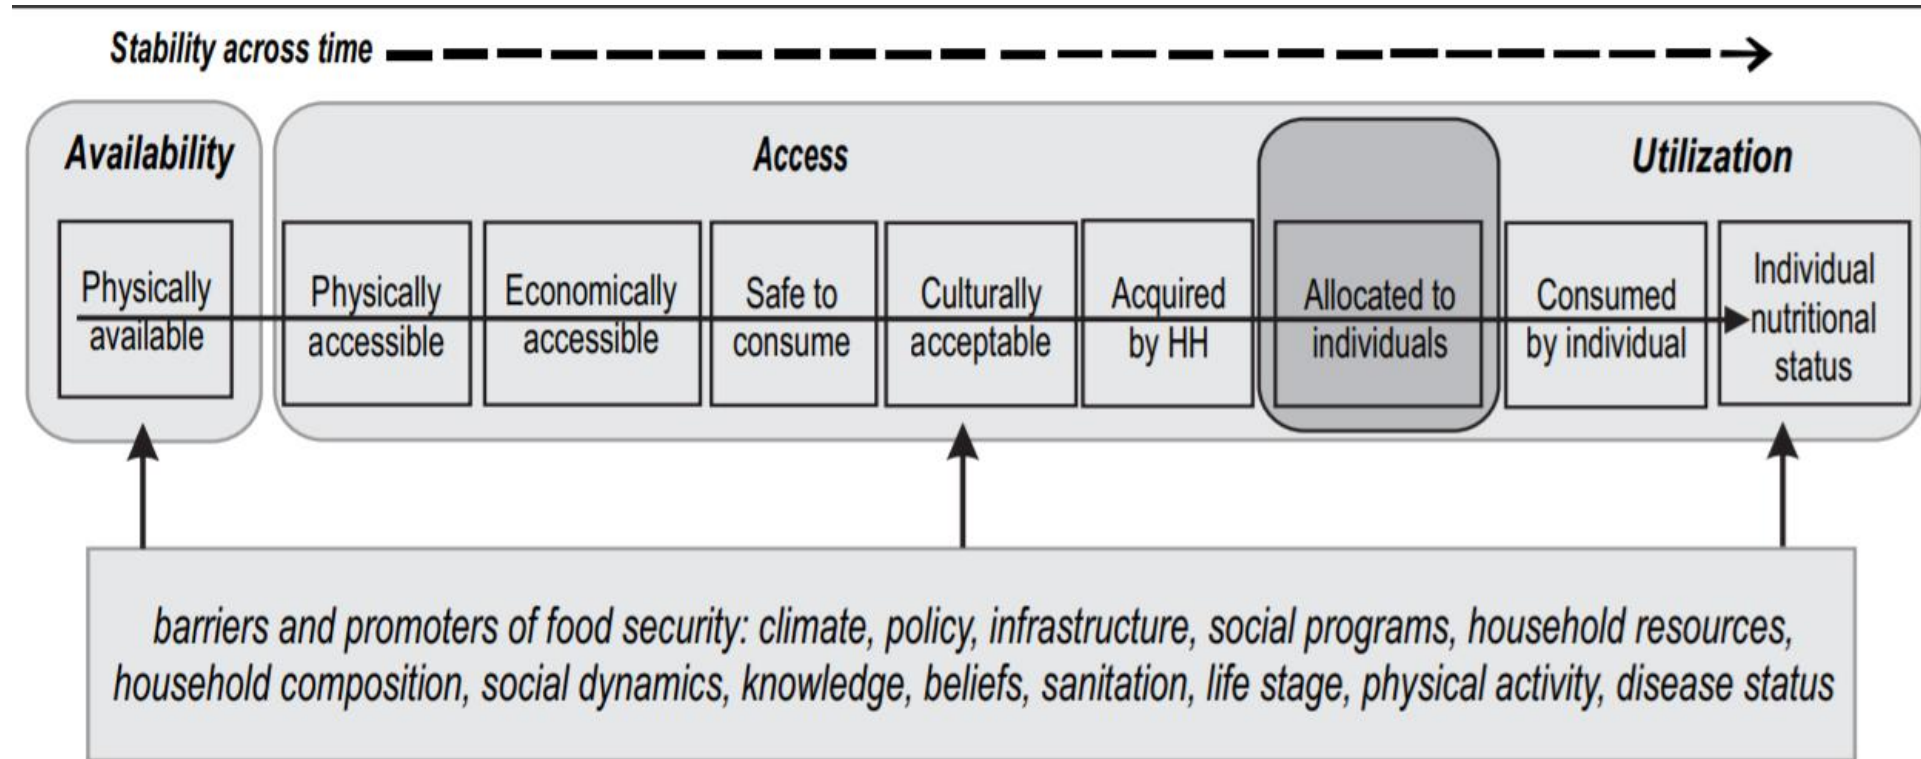 Stability across time
Availability
Access
Utilization
Physically
available
Physically
accessible
Economically
accessible
Safe to
consume
Culturally
acceptable
Acquired
by HH
Allocated to
individuals
Consumed
by individual
Individual
nutritional
status
barriers and promoters of food security: climate, policy, infrastructure, social programs, household resources,
household composition, social dynamics, knowledge, beliefs, sanitation, life stage, physical activity, disease status